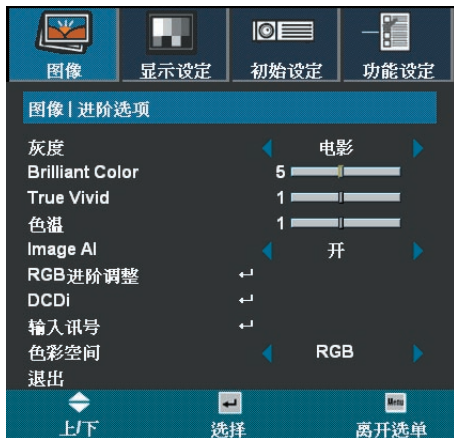 图像 显示设定 初始设定 功能设定
图像 | 进阶选项
灰度 电影
Brilliant Color 5
True Vivid 1
色温 1
Image AI 开
RGB进阶调整
DCDi
输入讯号
色彩空间 RGB
退出
Menu
上/下 选择 离开选单